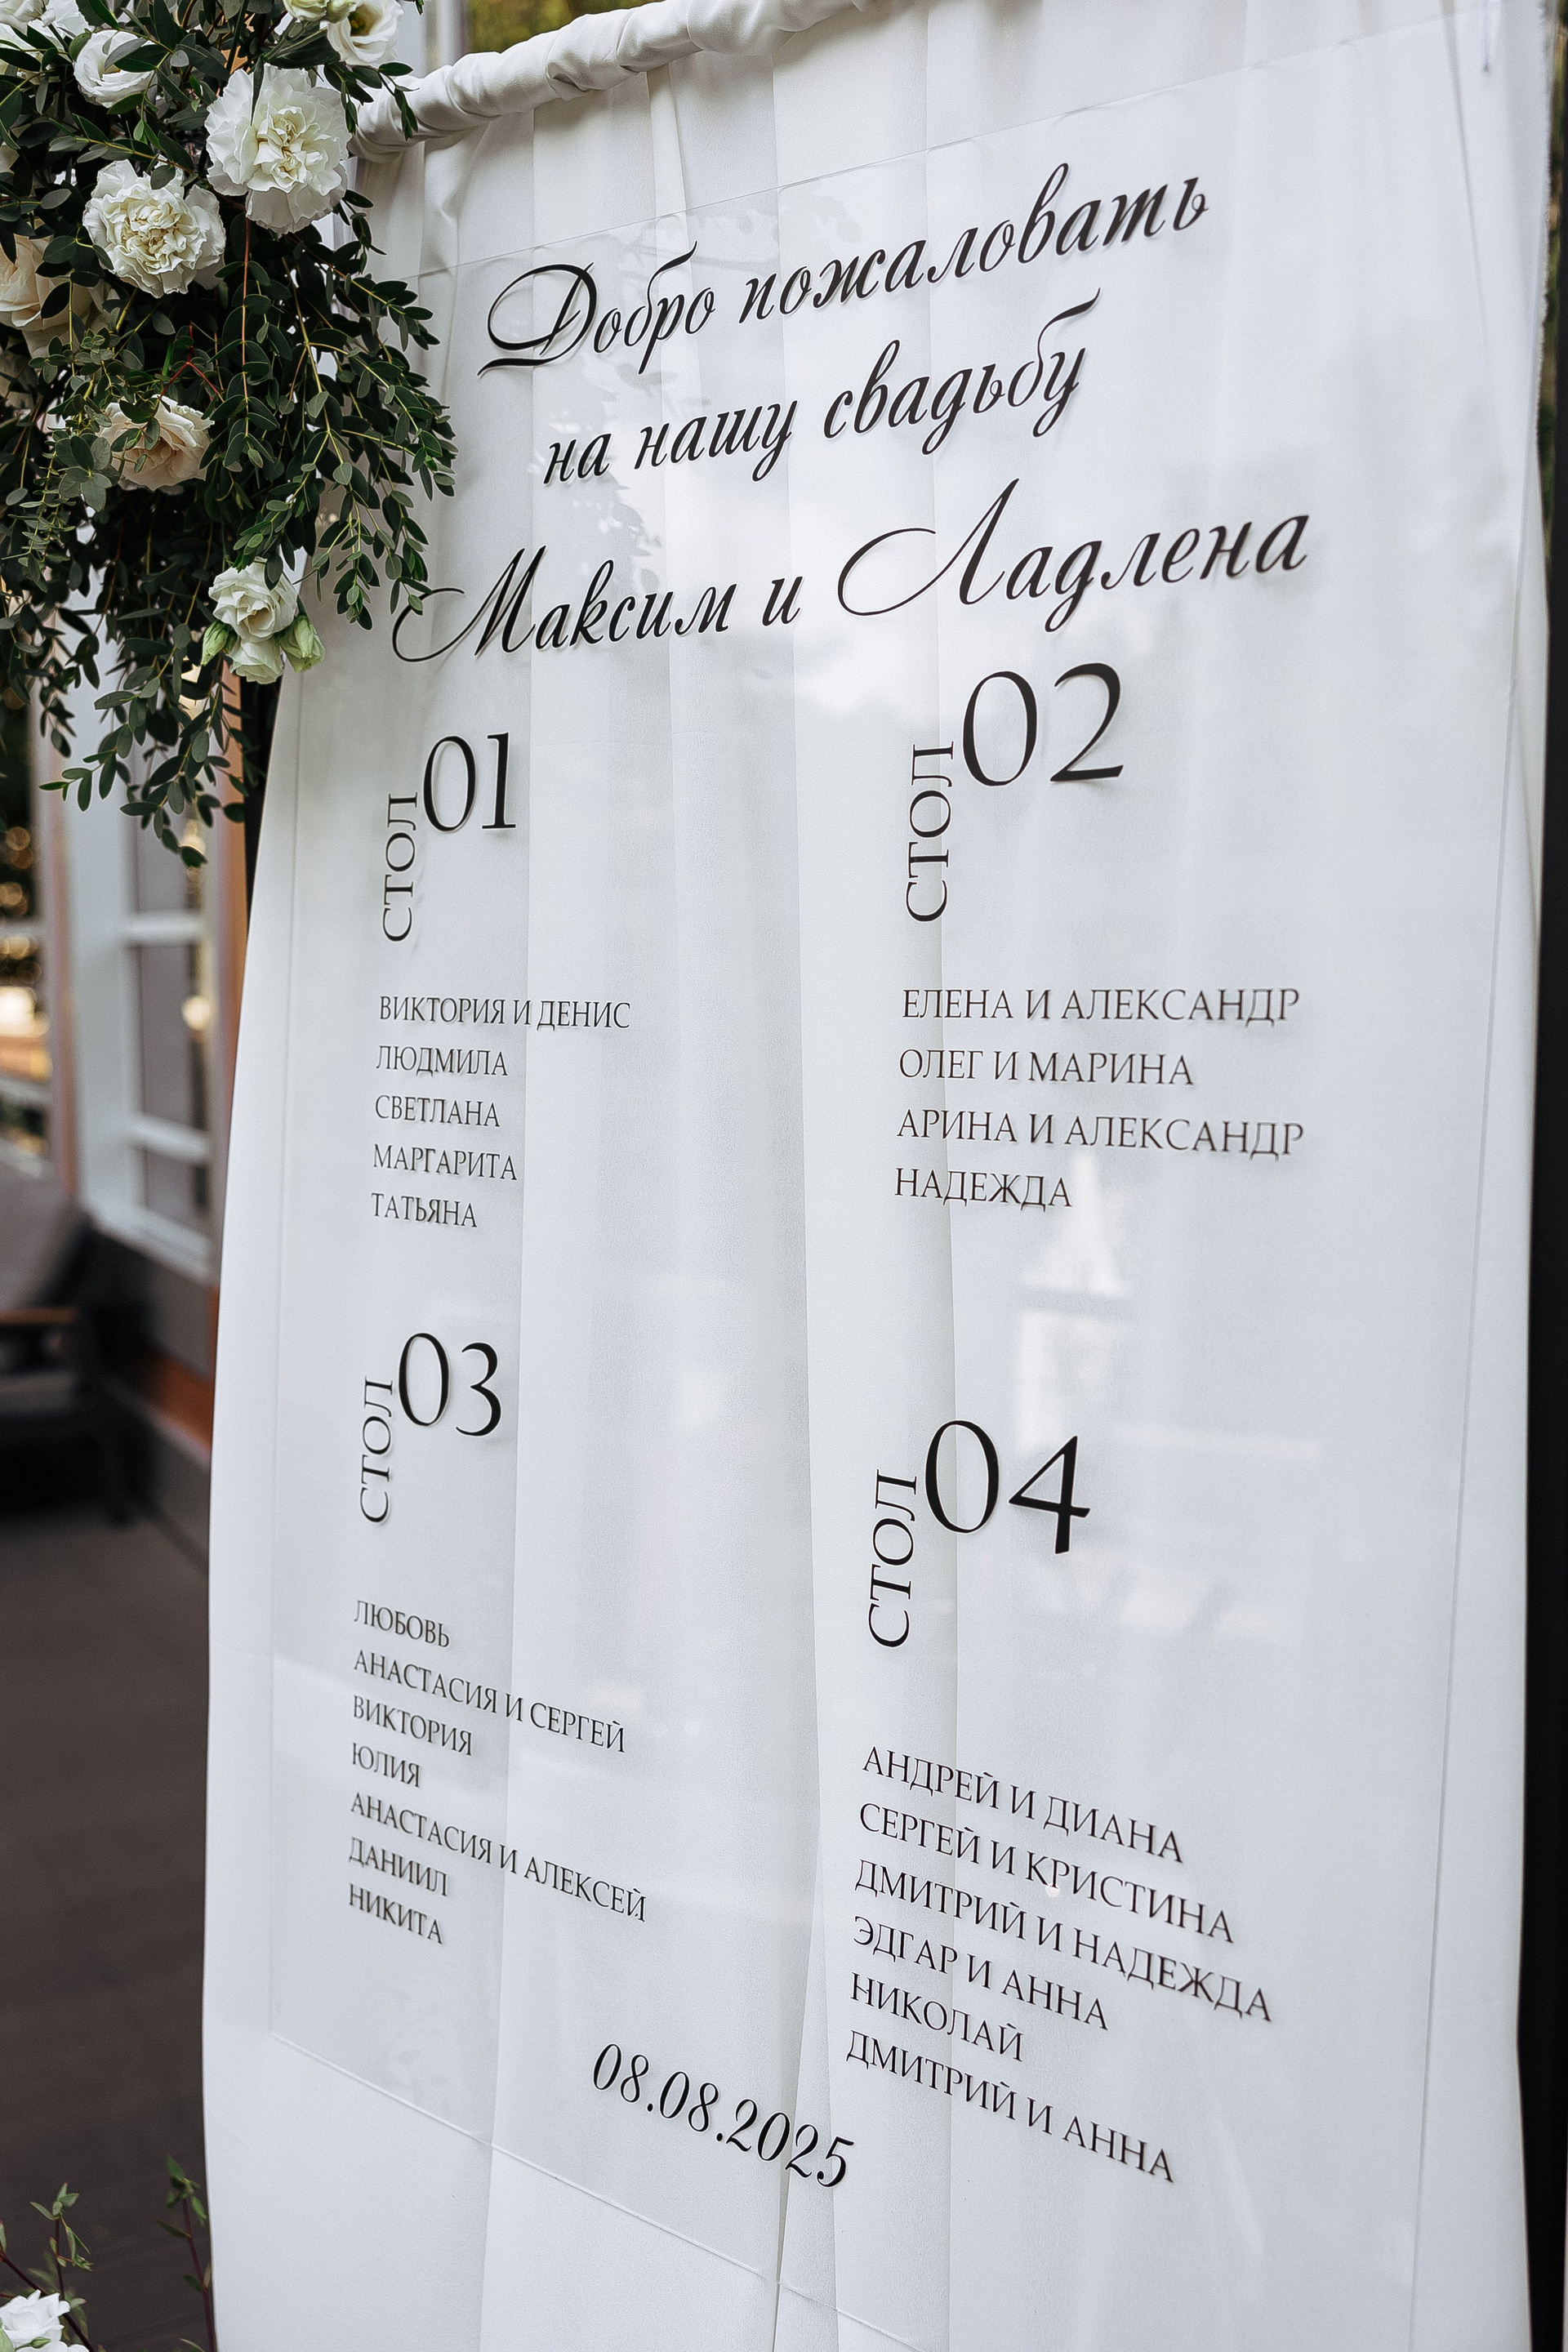 Добро пожаловать
на нашу свадьбу
Максим и Ладлена
СТОЛ 01
ВИКТОРИЯ И ДЕНИС
ЛЮДМИЛА
СВЕТЛАНА
МАРГАРИТА
ТАТЬЯНА
СТОЛ 02
ЕЛЕНА И АЛЕКСАНДР
ОЛЕГ И МАРИНА
АРИНА И АЛЕКСАНДР
НАДЕЖДА
СТОЛ 03
ЛЮБОВЬ
АНАСТАСИЯ И СЕРГЕЙ
ВИКТОРИЯ
ЮЛИЯ
АНАСТАСИЯ И АЛЕКСЕЙ
ДАНИИЛ
НИКИТА
СТОЛ 04
АНДРЕЙ И ДИАНА
СЕРГЕЙ И КРИСТИНА
ДМИТРИЙ И НАДЕЖДА
ЭДГАР И АННА
НИКОЛАЙ
ДМИТРИЙ И АННА
08.08.2025